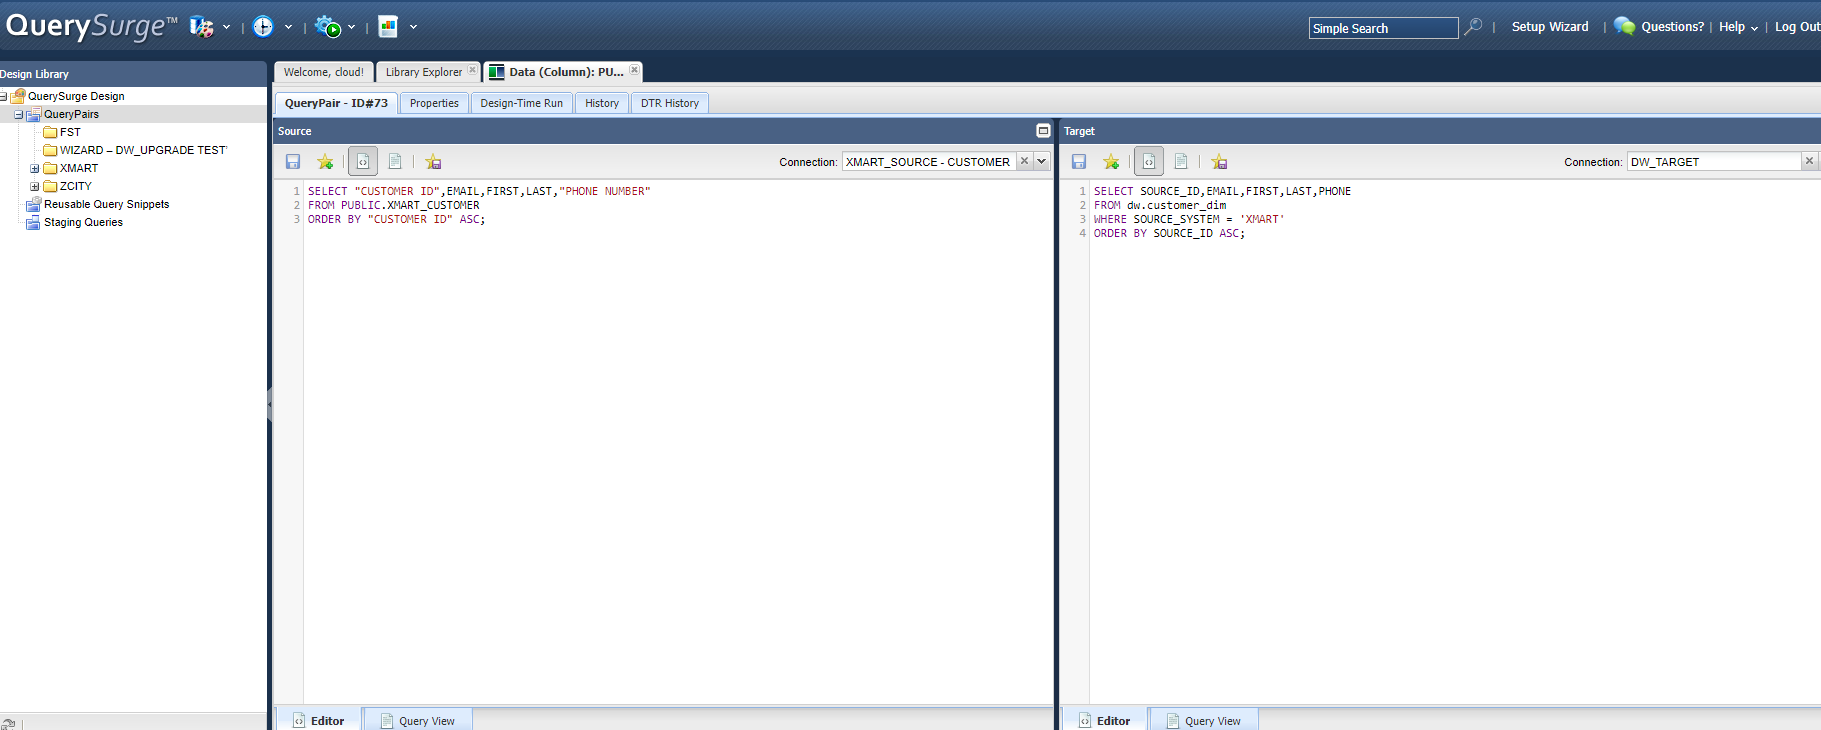 QuerySurge™
Simple Search
Setup Wizard
Questions?
Help
Log Out
Design Library
QuerySurge Design
QueryPairs
FST
WIZARD – DW_UPGRADE TEST'
XMART
ZCITY
Reusable Query Snippets
Staging Queries
Welcome, cloud!
Library Explorer
Data (Column): PU...
QueryPair - ID#73
Properties
Design-Time Run
History
DTR History
Source
Connection: XMART_SOURCE - CUSTOMER
1 SELECT "CUSTOMER ID",EMAIL,FIRST,LAST,"PHONE NUMBER"
2 FROM PUBLIC.XMART_CUSTOMER
3 ORDER BY "CUSTOMER ID" ASC;
Editor
Query View
Target
Connection: DW_TARGET
1 SELECT SOURCE_ID,EMAIL,FIRST,LAST,PHONE
2 FROM dw.customer_dim
3 WHERE SOURCE_SYSTEM = 'XMART'
4 ORDER BY SOURCE_ID ASC;
Editor
Query View